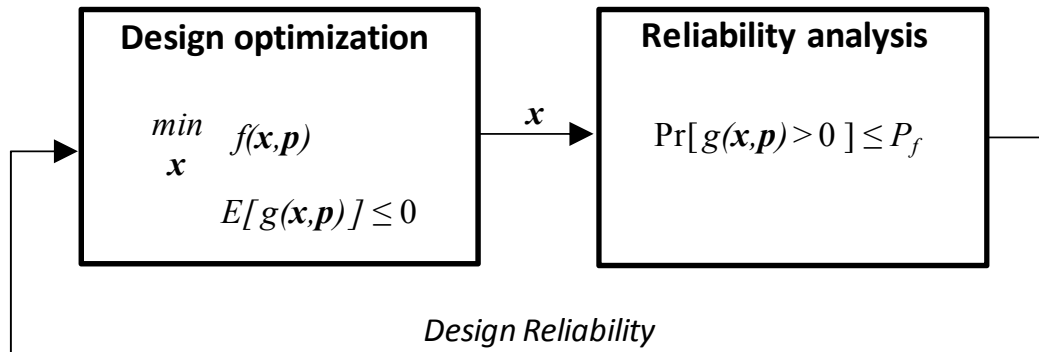 Design optimization
min f(x,p)
x
E[g(x,p)] ≤ 0
x
Reliability analysis
Pr[g(x,p) > 0 ] ≤ P_f
Design Reliability